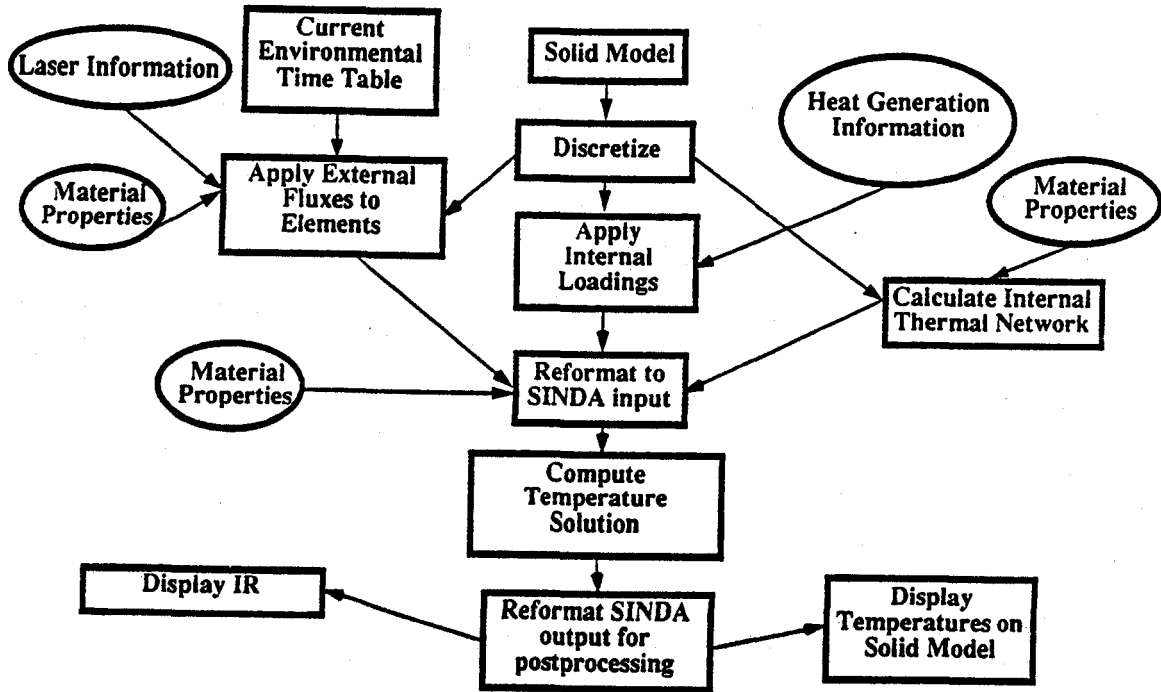 Laser Information
Current
Environmental
Time Table
Solid Model
Heat Generation
Information
Discretize
Material
Properties
Apply External
Fluxes to
Elements
Material
Properties
Apply
Internal
Loadings
Calculate Internal
Thermal Network
Material
Properties
Reformat to
SINDA input
Compute
Temperature
Solution
Display IR
Reformat SINDA
output for
postprocessing
Display
Temperatures on
Solid Model